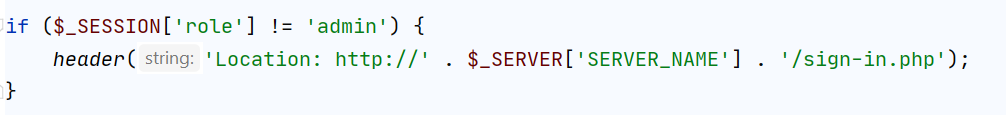 if ($_SESSION['role'] != 'admin') {
    header( string: 'Location: http://' . $_SERVER['SERVER_NAME'] . '/sign-in.php');
}